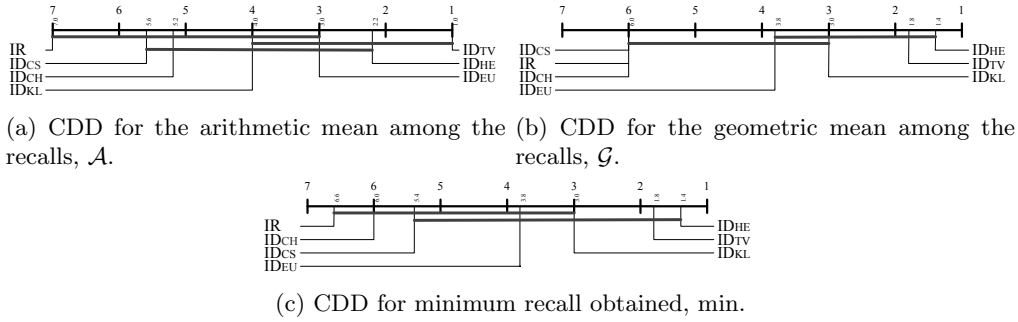 7 6 5 4 3 2 1
7.0 5.6 5.2 4.0 3.0 2.2 1.0
IR IDTV
IDCS IDHE
IDCH IDEU
IDKL
(a) CDD for the arithmetic mean among the recalls, A.
7 6 5 4 3 2 1
6.0 3.8 3.0 1.8 1.4
IDCS IDHE
IR IDTV
IDCH IDKL
IDEU
(b) CDD for the geometric mean among the recalls, G.
7 6 5 4 3 2 1
6.6 6.0 5.4 3.8 3.0 1.8 1.4
IR IDHE
IDCH IDTV
IDCS IDKL
IDEU
(c) CDD for minimum recall obtained, min.